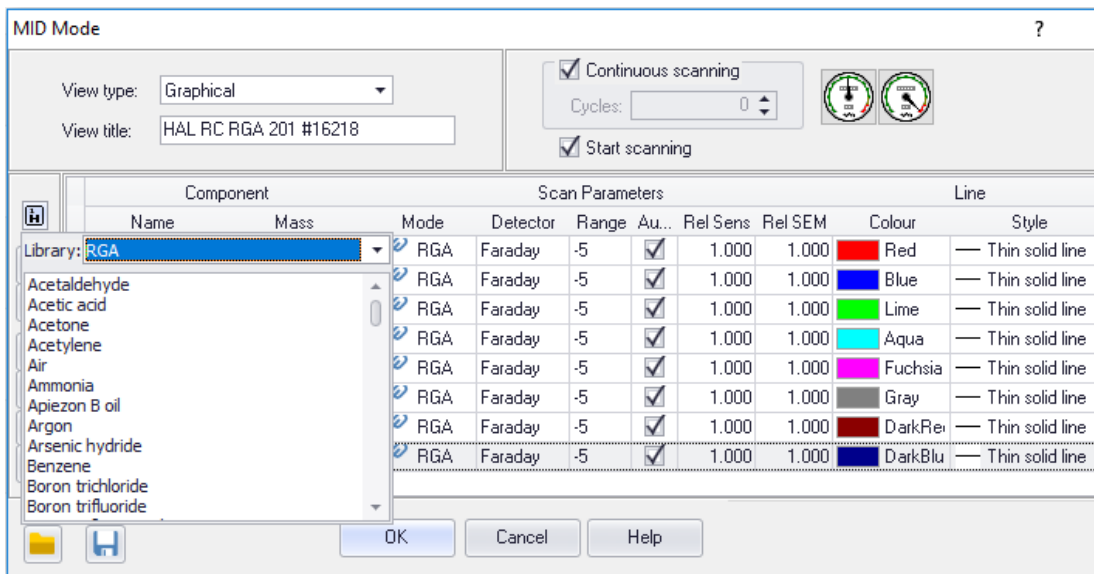 MID Mode ?
View type: Graphical
View title: HAL RC RGA 201 #16218
Continuous scanning
Cycles: 0
Start scanning
Component Scan Parameters Line
Name Mass Mode Detector Range Au... Rel Sens Rel SEM Colour Style
Library: RGA
Acetaldehyde
Acetic acid
Acetone
Acetylene
Air
Ammonia
Apiezon B oil
Argon
Arsenic hydride
Benzene
Boron trichloride
Boron trifluoride
RGA Faraday -5 1.000 1.000 Red Thin solid line
RGA Faraday -5 1.000 1.000 Blue Thin solid line
RGA Faraday -5 1.000 1.000 Lime Thin solid line
RGA Faraday -5 1.000 1.000 Aqua Thin solid line
RGA Faraday -5 1.000 1.000 Fuchsia Thin solid line
RGA Faraday -5 1.000 1.000 Gray Thin solid line
RGA Faraday -5 1.000 1.000 DarkRe Thin solid line
RGA Faraday -5 1.000 1.000 DarkBlu Thin solid line
OK Cancel Help